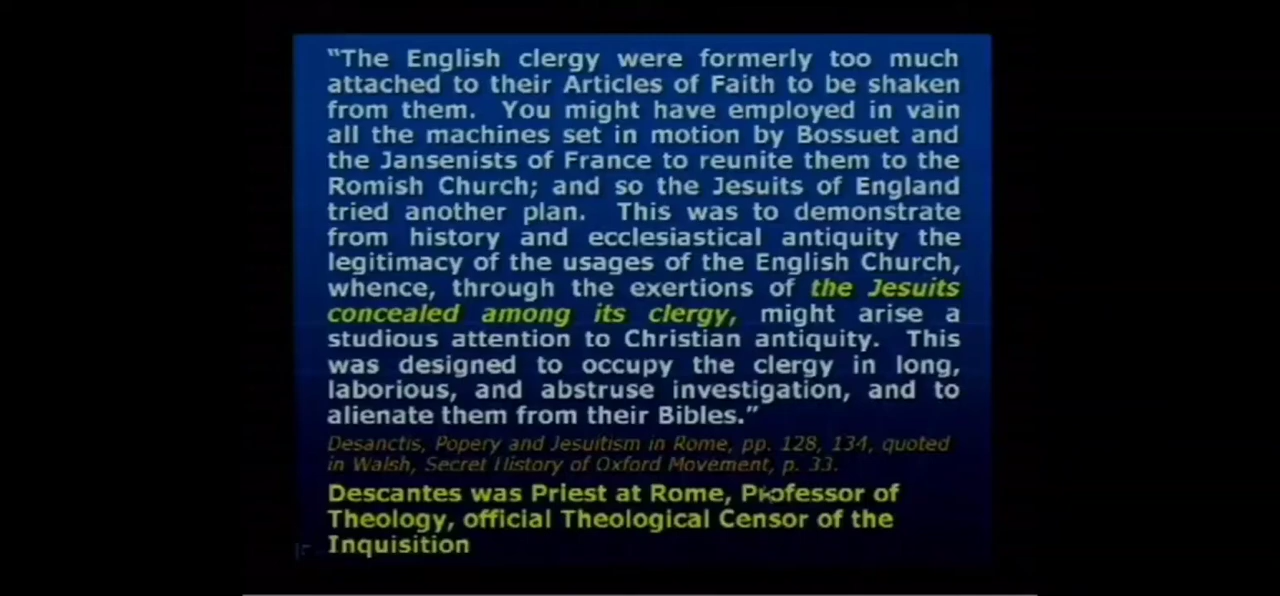 “The English clergy were formerly too much
attached to their Articles of Faith to be shaken
from them. You might have employed in vain
all the machines set in motion by Bossuet and
the Jansenists of France to reunite them to the
Romish Church; and so the Jesuits of England
tried another plan. This was to demonstrate
from history and ecclesiastical antiquity the
legitimacy of the usages of the English Church,
whence, through the exertions of the Jesuits
concealed among its clergy, might arise a
studious attention to Christian antiquity. This
was designed to occupy the clergy in long,
laborious, and abstruse investigation, and to
alienate them from their Bibles.”
Desanctis, Popery and Jesuitism in Rome, pp. 128, 134, quoted
in Walsh, Secret History of Oxford Movement, p. 33.
Descantes was Priest at Rome, Professor of
Theology, official Theological Censor of the
Inquisition